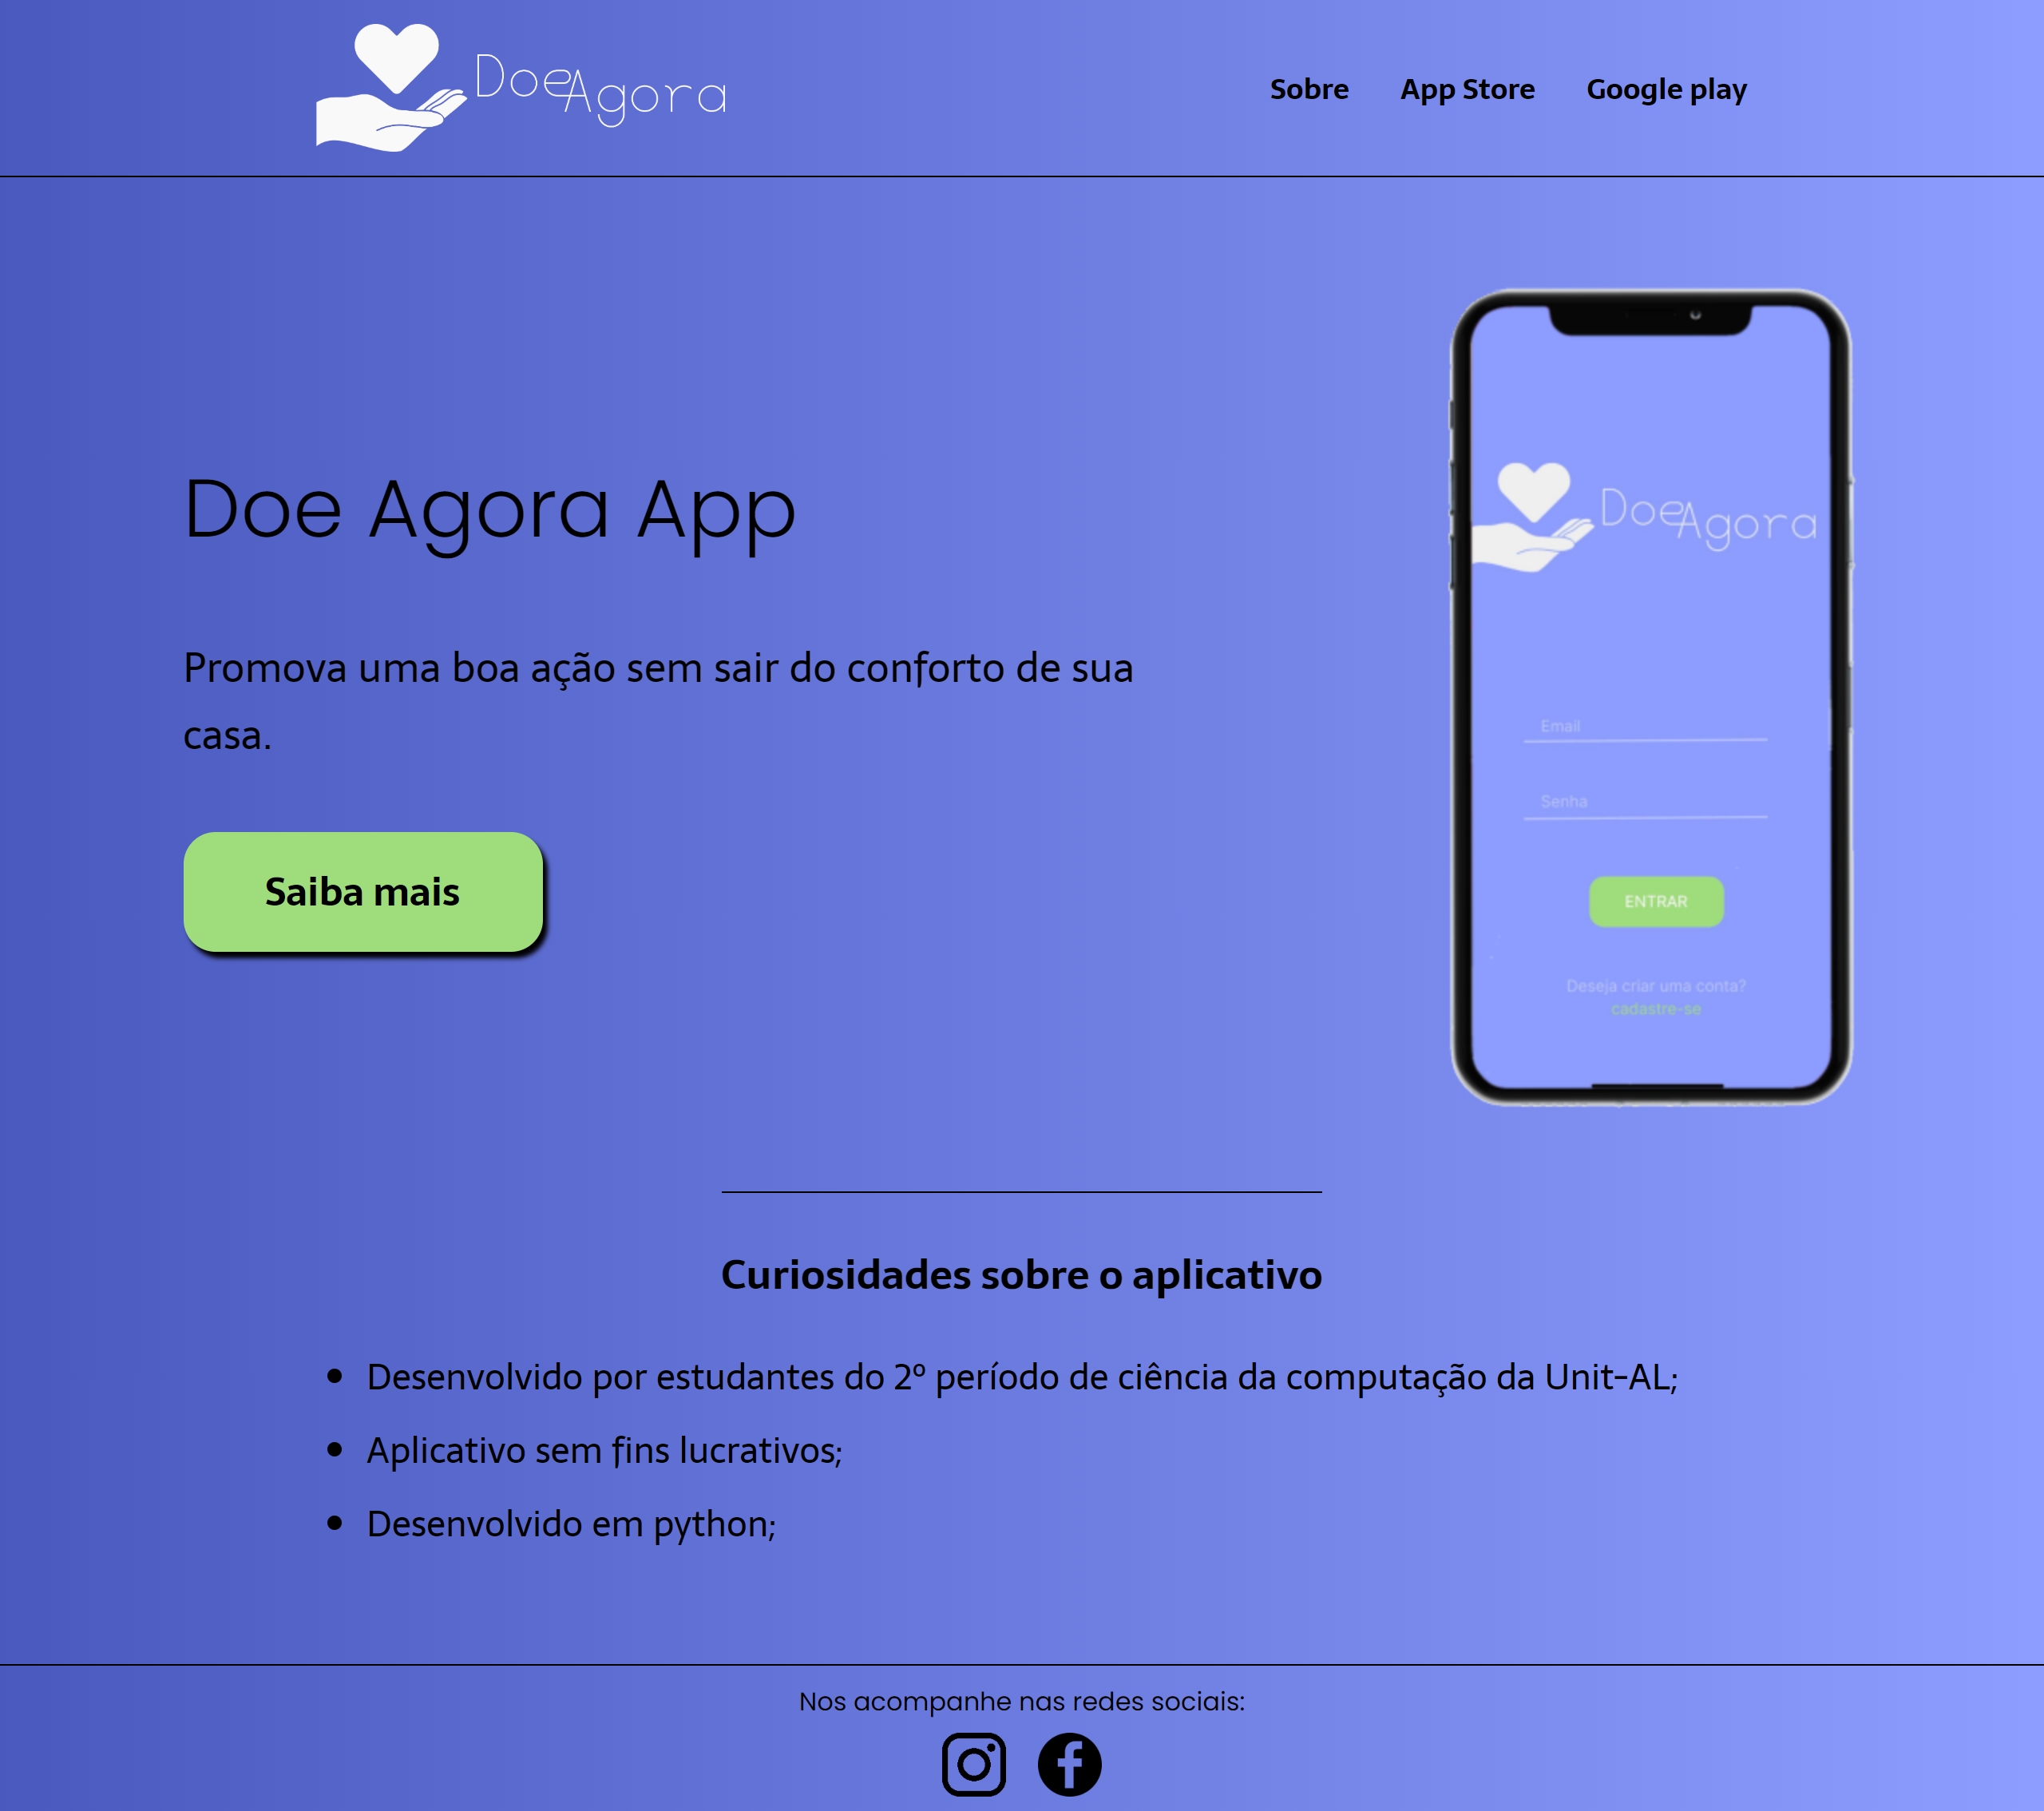 DoeAgora
Sobre App Store Google play
Doe Agora App
Promova uma boa ação sem sair do conforto de sua
casa.
Saiba mais
DoeAgora
Email
Senha
ENTRAR
Deseja criar uma conta?
cadastre-se
Curiosidades sobre o aplicativo
Desenvolvido por estudantes do 2º período de ciência da computação da Unit-AL;
Aplicativo sem fins lucrativos;
Desenvolvido em python;
Nos acompanhe nas redes sociais: